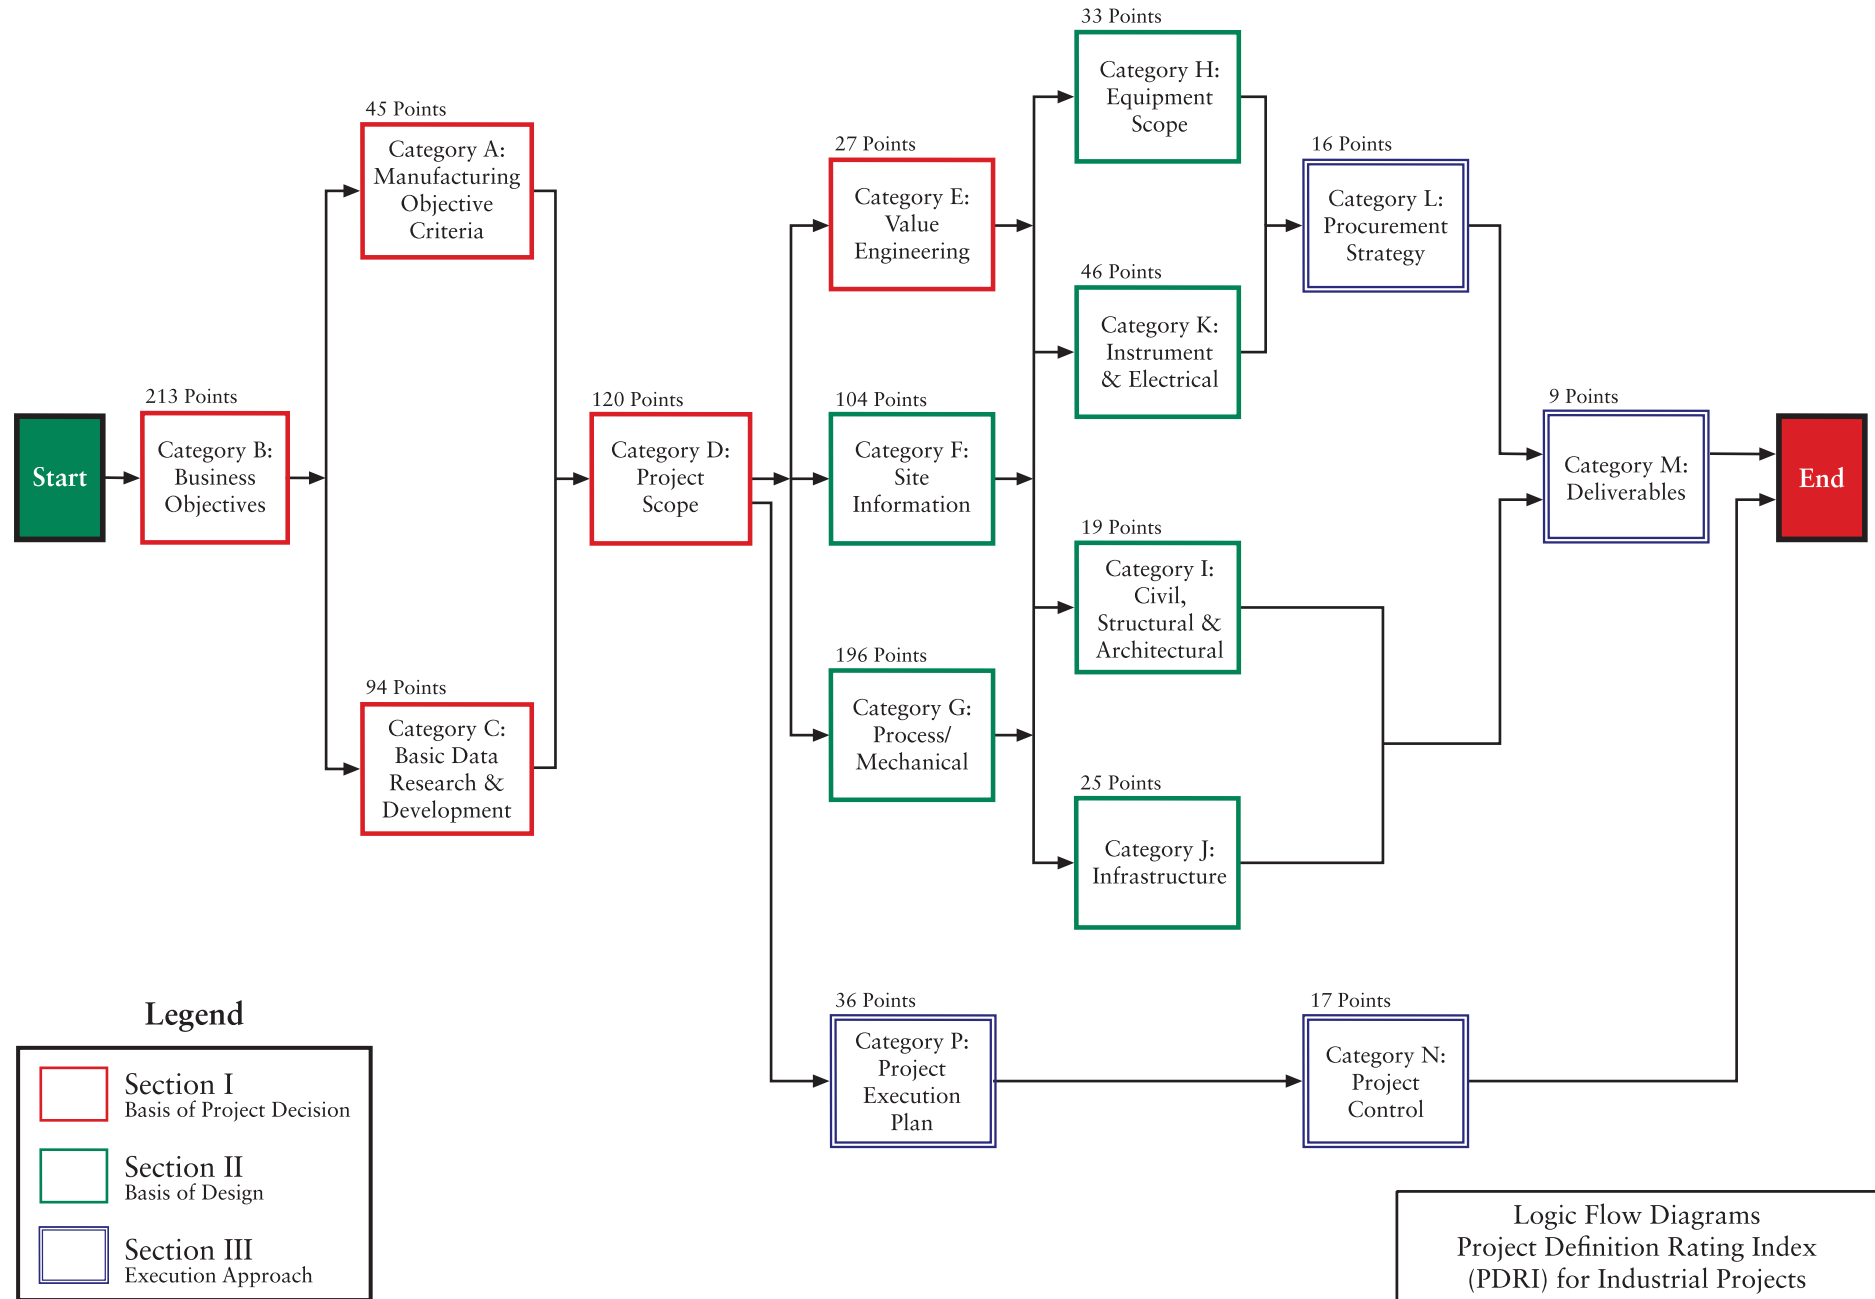 33 Points
Category H:
Equipment
Scope
45 Points
Category A:
Manufacturing
Objective
Criteria
27 Points
Category E:
Value
Engineering
16 Points
Category L:
Procurement
Strategy
46 Points
Category K:
Instrument
& Electrical
Start
213 Points
Category B:
Business
Objectives
120 Points
Category D:
Project
Scope
104 Points
Category F:
Site
Information
9 Points
Category M:
Deliverables
End
19 Points
Category I:
Civil,
Structural &
Architectural
94 Points
Category C:
Basic Data
Research &
Development
196 Points
Category G:
Process/
Mechanical
25 Points
Category J:
Infrastructure
36 Points
Category P:
Project
Execution
Plan
17 Points
Category N:
Project
Control
Legend
Section I
Basis of Project Decision
Section II
Basis of Design
Section III
Execution Approach
Logic Flow Diagrams
Project Definition Rating Index
(PDRI) for Industrial Projects